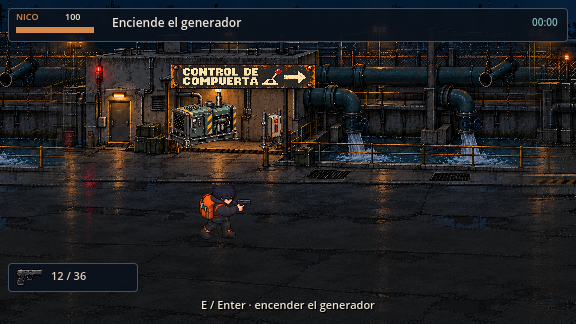 NICO 100
Enciende el generador
00:00
CONTROL DE
COMPUERTA
12 / 36
E / Enter · encender el generador